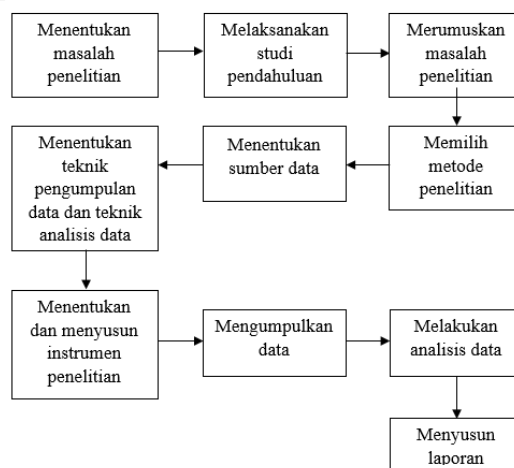 Menentukan
masalah
penelitian
Melaksanakan
studi
pendahuluan
Merumuskan
masalah
penelitian
Memilih
metode
penelitian
Menentukan
sumber data
Menentukan
teknik
pengumpulan
data dan teknik
analisis data
Menentukan
dan menyusun
instrumen
penelitian
Mengumpulkan
data
Melakukan
analisis data
Menyusun
laporan